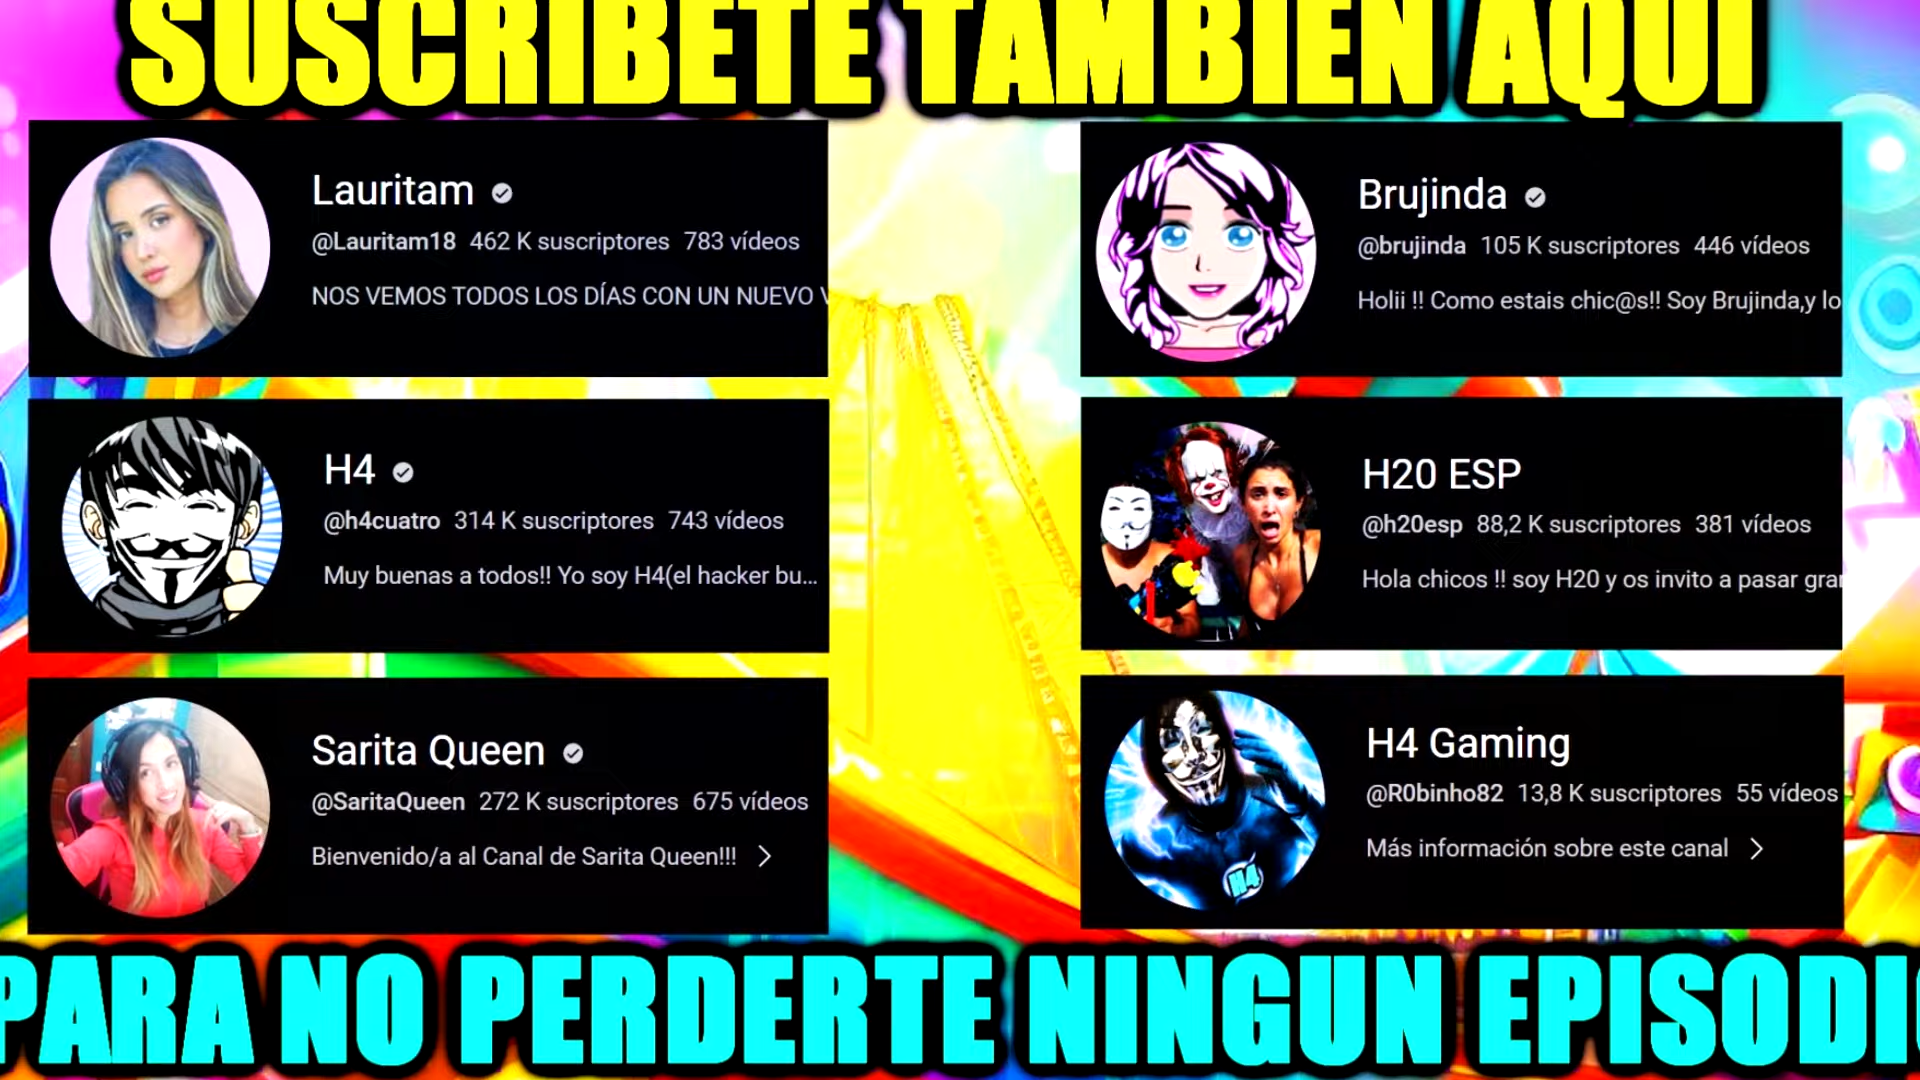 SUSCRIBETE TAMBIEN AQUI
Lauritam
@Lauritam18 462 K suscriptores 783 vídeos
NOS VEMOS TODOS LOS DÍAS CON UN NUEVO V
H4
@h4cuatro 314 K suscriptores 743 vídeos
Muy buenas a todos!! Yo soy H4(el hacker bu...
Sarita Queen
@SaritaQueen 272 K suscriptores 675 vídeos
Bienvenido/a al Canal de Sarita Queen!!!
Brujinda
@brujinda 105 K suscriptores 446 vídeos
Holii !! Como estais chic@s!! Soy Brujinda,y lo
H20 ESP
@h20esp 88,2 K suscriptores 381 vídeos
Hola chicos !! soy H20 y os invito a pasar gran
H4
H4 Gaming
@R0binho82 13,8 K suscriptores 55 vídeos
Más información sobre este canal
PARA NO PERDERTE NINGUN EPISODIO